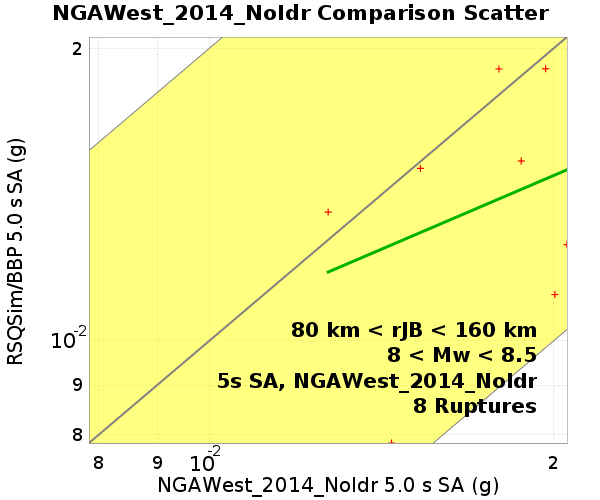 NGAWest_2014_NoIdr Comparison Scatter
RSQSim/BBP 5.0 s SA (g)
2
10-2
9
8
80 km < rJB < 160 km
8 < Mw < 8.5
5s SA, NGAWest_2014_NoIdr
8 Ruptures
8 9 10-2 2
NGAWest_2014_NoIdr 5.0 s SA (g)